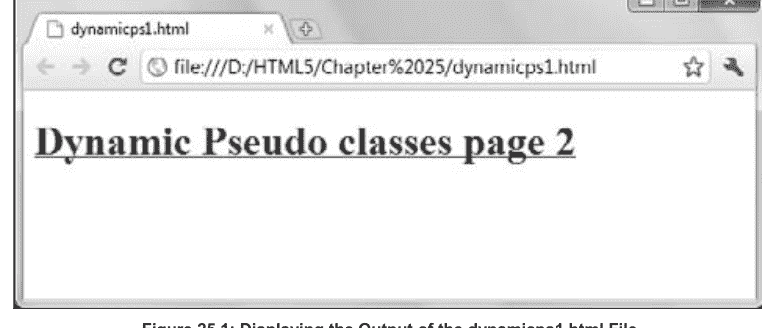 dynamicps1.html
file:///D:/HTML5/Chapter%2025/dynamicps1.html
Dynamic Pseudo classes page 2
Figure 25.1: Displaying the Output of the dynamicps1.html File